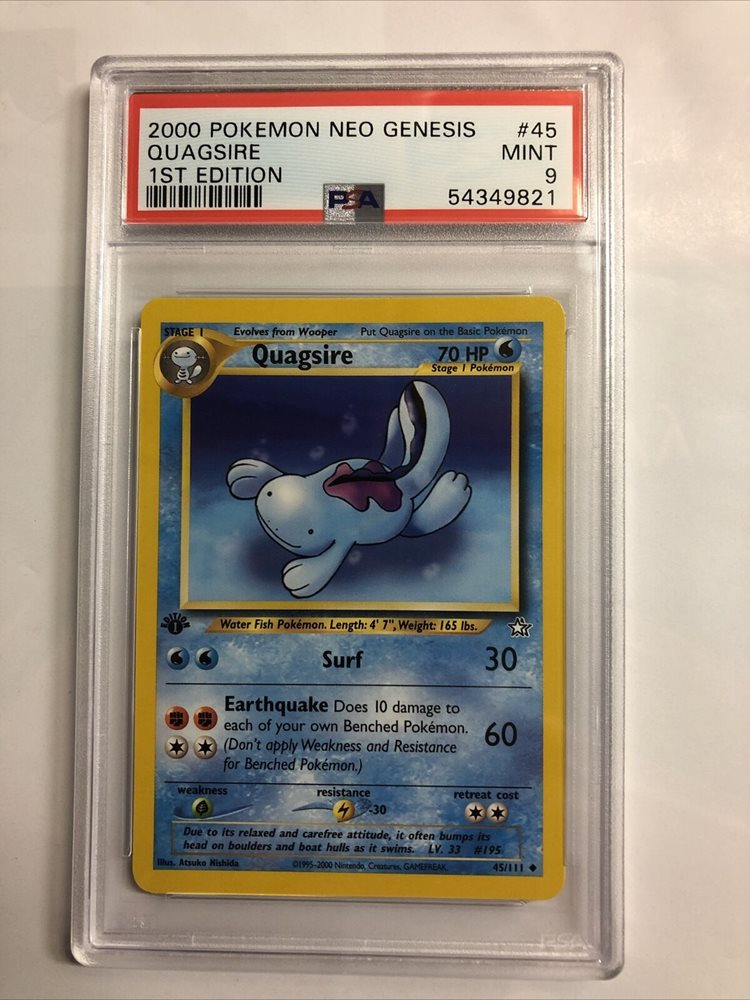 2000 POKEMON NEO GENESIS #45
QUAGSIRE MINT
1ST EDITION 9
PSA 54349821
STAGE 1 Evolves from Wooper Put Quagsire on the Basic Pokémon
Quagsire 70 HP
Stage 1 Pokémon
EDITION
1
Water Fish Pokémon. Length: 4' 7", Weight: 165 lbs.
Surf 30
Earthquake Does 10 damage to
each of your own Benched Pokémon. 60
(Don't apply Weakness and Resistance
for Benched Pokémon.)
weakness resistance retreat cost
-30
Due to its relaxed and carefree attitude, it often bumps its
head on boulders and boat hulls as it swims. LV. 33 #195
Illus. Atsuko Nishida ©1995-2000 Nintendo, Creatures, GAMEFREAK. 45/111
PSA